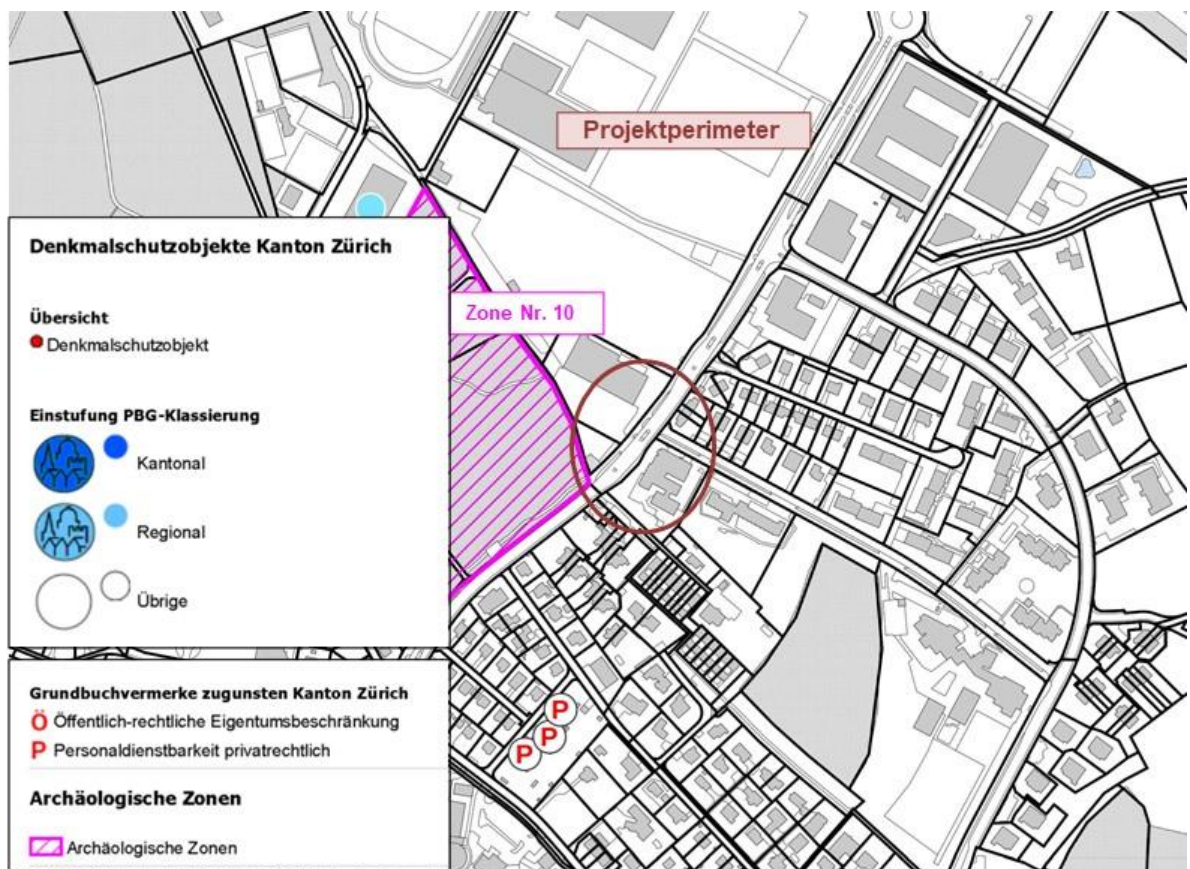 Projektperimeter
Denkmalschutzobjekte Kanton Zürich
Übersicht
Denkmalschutzobjekt
Zone Nr. 10
Einstufung PBG-Klassierung
Kantonal
Regional
Übrige
Grundbuchvermerke zugunsten Kanton Zürich
Ö Öffentlich-rechtliche Eigentumsbeschränkung
P Personaldienstbarkeit privatrechtlich
P
P
P
Archäologische Zonen
Archäologische Zonen